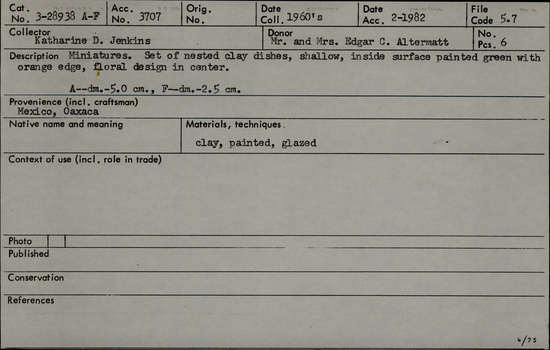 Cat. No. 3-28938 A-F Acc. No. 3707 Orig. No. Date Coll. 1960's Date Acc. 2-1982 File Code 5.7
Collector Katharine D. Jenkins Donor Mr. and Mrs. Edgar C. Altermatt No. Pcs. 6
Description Miniatures. Set of nested clay dishes, shallow, inside surface painted green with
orange edge, floral design in center.
A--dm.-5.0 cm., F--dm-2.5 cm.
Provenience (incl. craftsman)
Mexico, Oaxaca
Native name and meaning Materials, techniques
clay, painted, glazed
Context of use (incl. role in trade)
Photo
Published
Conservation
References
4/75